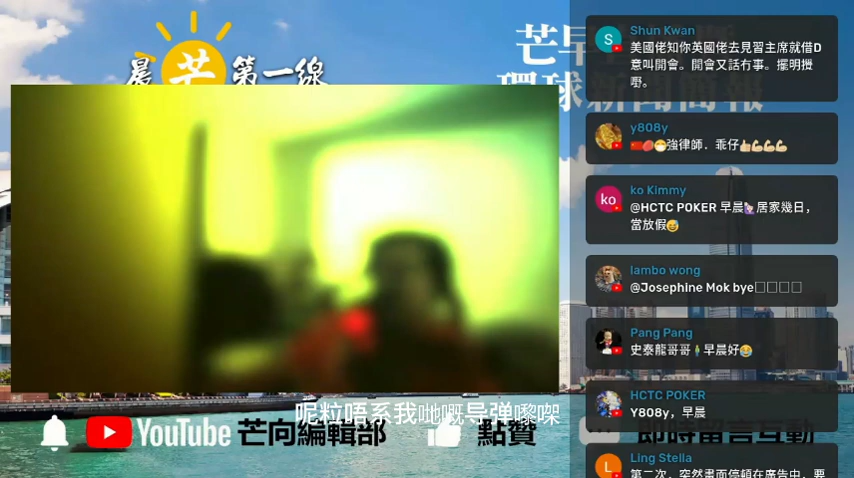 晨芒第一線
芒早
環球新聞簡報
呢粒唔系我哋嘅导弹嚟㗎
YouTube 芒向編輯部
點贊
即時留言互動
S
Shun Kwan
美國佬知你英國佬去見習主席就借D
意叫開會。開會又話冇事。擺明攪
嘢。
y808y
🇨🇳🥩😷強律師．乖仔👍🏼💪🏼💪🏼💪🏼
ko
ko Kimmy
@HCTC POKER 早晨🙋🏻‍♀️居家幾日，
當放假😅
lambo wong
@Josephine Mok bye□□□□
Pang Pang
史泰龍哥哥🧍‍♂️早晨好😂
HCTC POKER
Y808y，早晨
L
Ling Stella
第二次，突然畫面停頓在廣告中，要